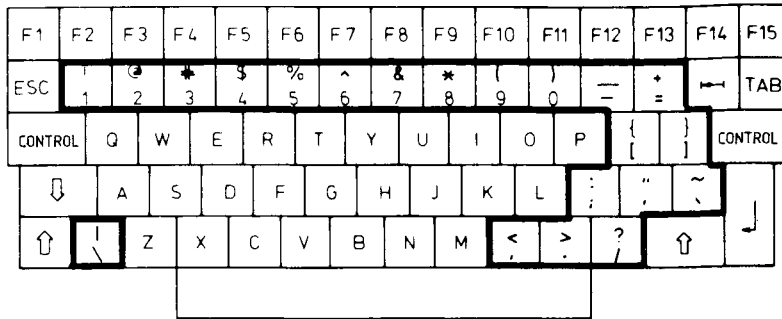 F1 F2 F3 F4 F5 F6 F7 F8 F9 F10 F11 F12 F13 F14 F15
! @ # $ % ^ & * ( ) _ +
ESC 1 2 3 4 5 6 7 8 9 0 - = TAB
CONTROL Q W E R T Y U I O P { [ } ] CONTROL
A S D F G H J K L : ; " ' ~ `
| \ Z X C V B N M < , > . ? /